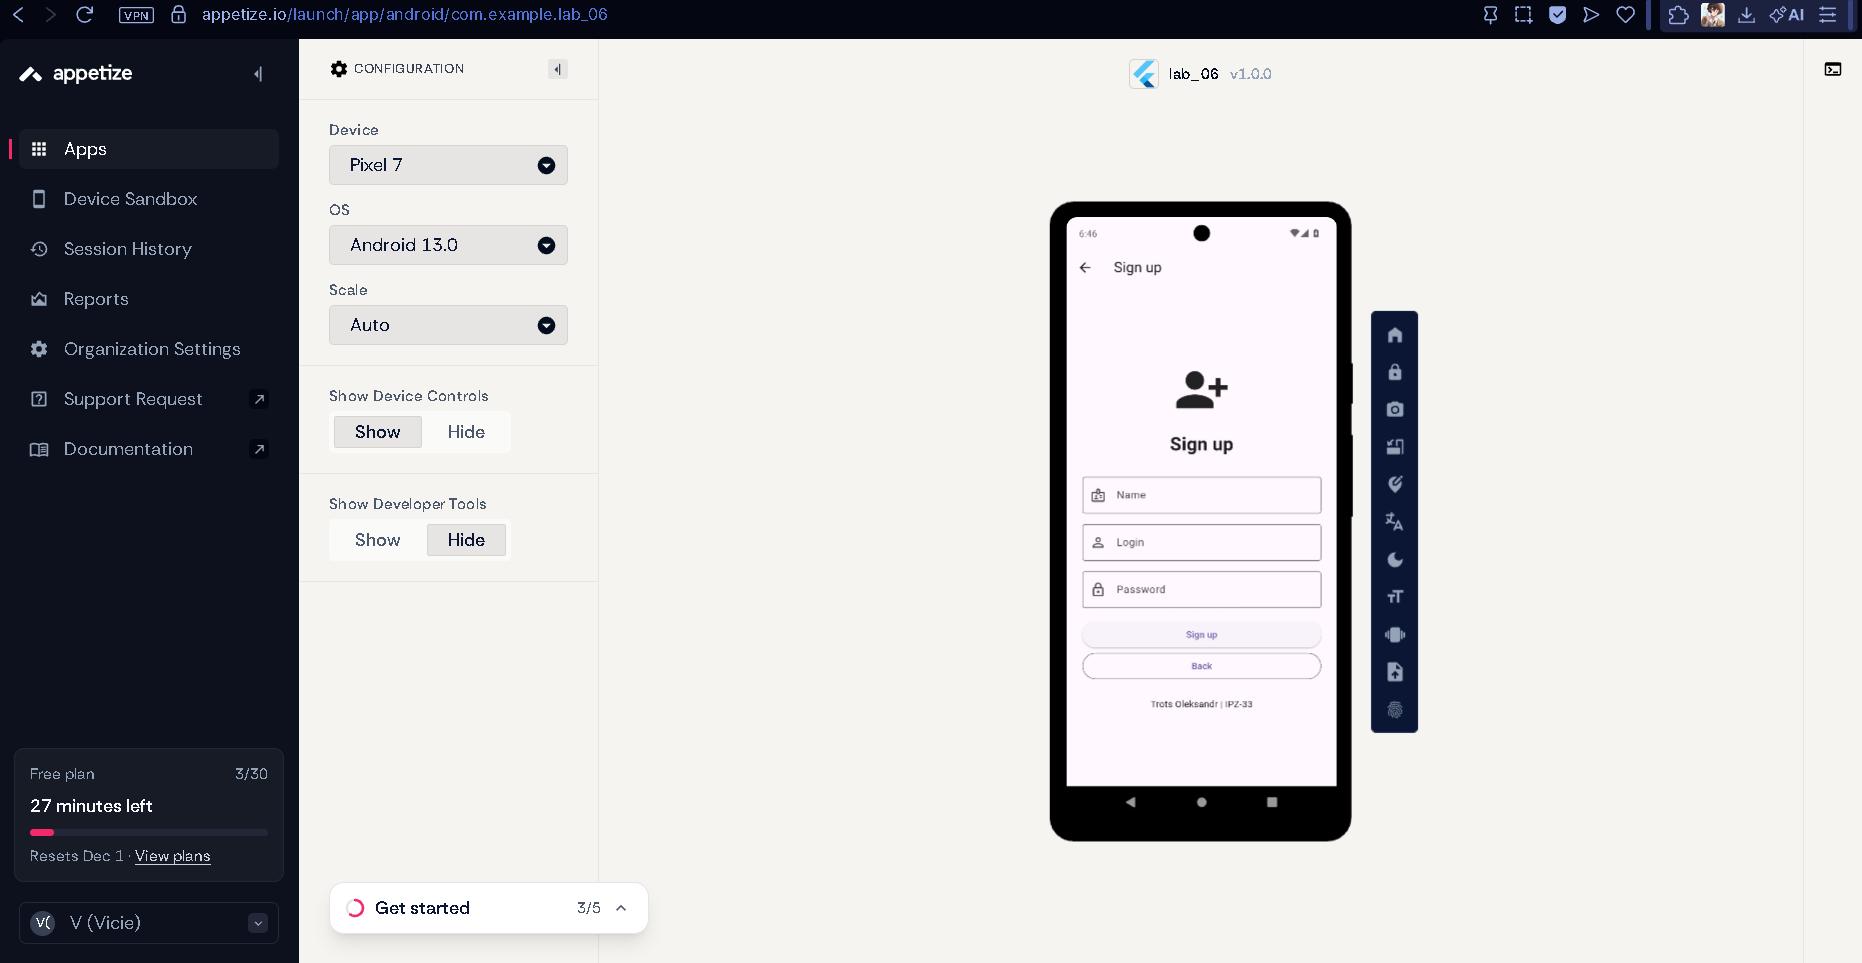 VPN
appetize.io/launch/app/android/com.example.lab_06
AI
appetize
Apps
Device Sandbox
Session History
Reports
Organization Settings
Support Request
Documentation
Free plan 3/30
27 minutes left
Resets Dec 1 · View plans
V( V (Vicie)
CONFIGURATION
Device
Pixel 7
OS
Android 13.0
Scale
Auto
Show Device Controls
Show Hide
Show Developer Tools
Show Hide
Get started 3/5
lab_06 v1.0.0
6:46
Sign up
Sign up
Name
Login
Password
Sign up
Back
Trots Oleksandr | IPZ-33